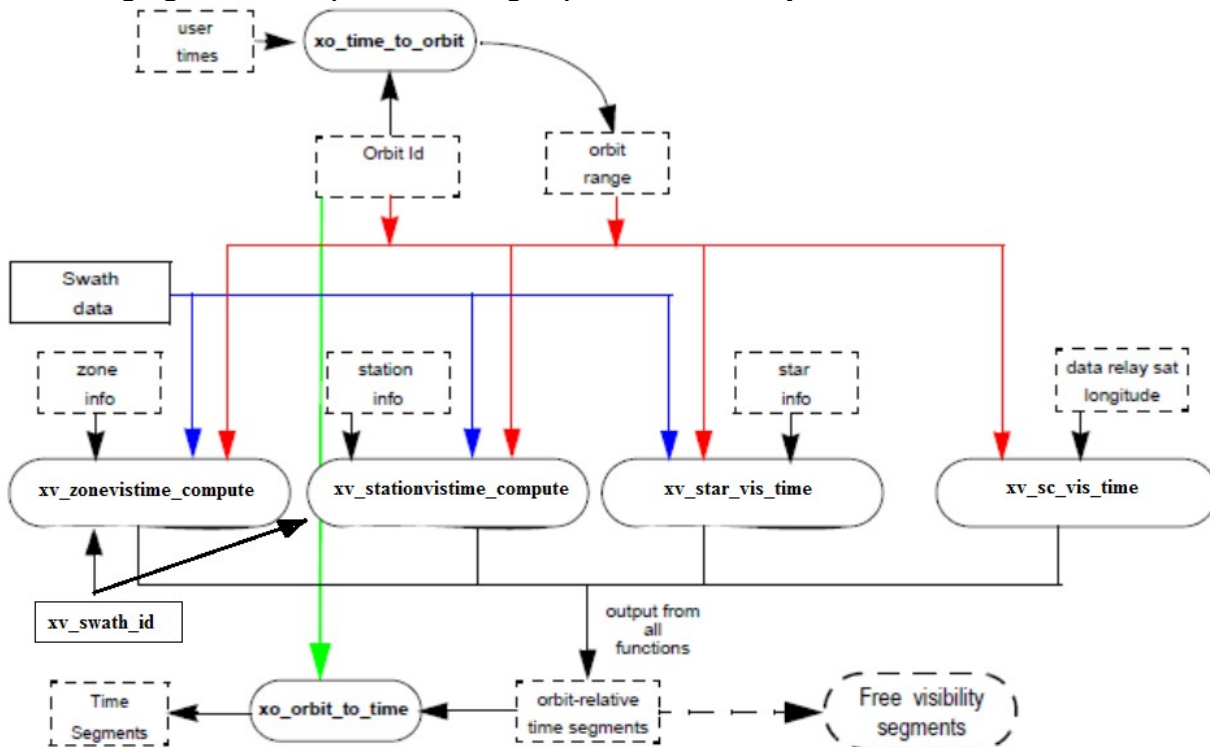 user
times
xo_time_to_orbit
Orbit Id
orbit
range
Swath
data
zone
info
station
info
star
info
data relay sat
longitude
xv_zonevistime_compute
xv_stationvistime_compute
xv_star_vis_time
xv_sc_vis_time
xv_swath_id
output from
all
functions
Time
Segments
xo_orbit_to_time
orbit-relative
time segments
Free visibility
segments